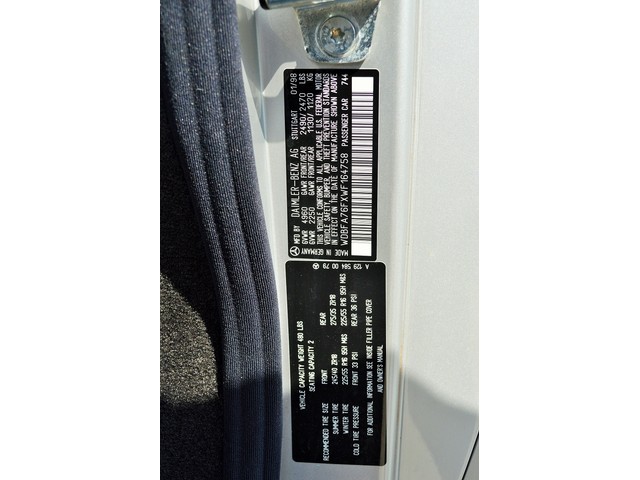 MFD BY DAIMLER-BENZ AG STUTTGART 01/98
GVWR 4960 GAWR FRONT/REAR 2490/2470 LBS
GVWR 2250 GAWR FRONT/REAR 1130/1120 KG
THIS VEHICLE CONFORMS TO ALL APPLICABLE U.S. FEDERAL MOTOR
VEHICLE SAFETY, BUMPER, AND THEFT PREVENTION STANDARDS
IN EFFECT ON THE DATE OF MANUFACTURE SHOWN ABOVE
WDBFA76FXWF164758 PASSENGER CAR 744
MADE IN GERMANY
A 129 584 00 79
VEHICLE CAPACITY WEIGHT 480 LBS
SEATING CAPACITY 2
RECOMMENDED TIRE SIZE FRONT REAR
SUMMER TIRE 245/40 ZR18 275/35 ZR18
WINTER TIRE 225/55 R16 95H M&S 225/55 R16 95H M&S
COLD TIRE PRESSURE FRONT 33 PSI REAR 36 PSI
FOR ADDITIONAL INFORMATION SEE INSIDE FILLER PIPE COVER
AND OWNER'S MANUAL